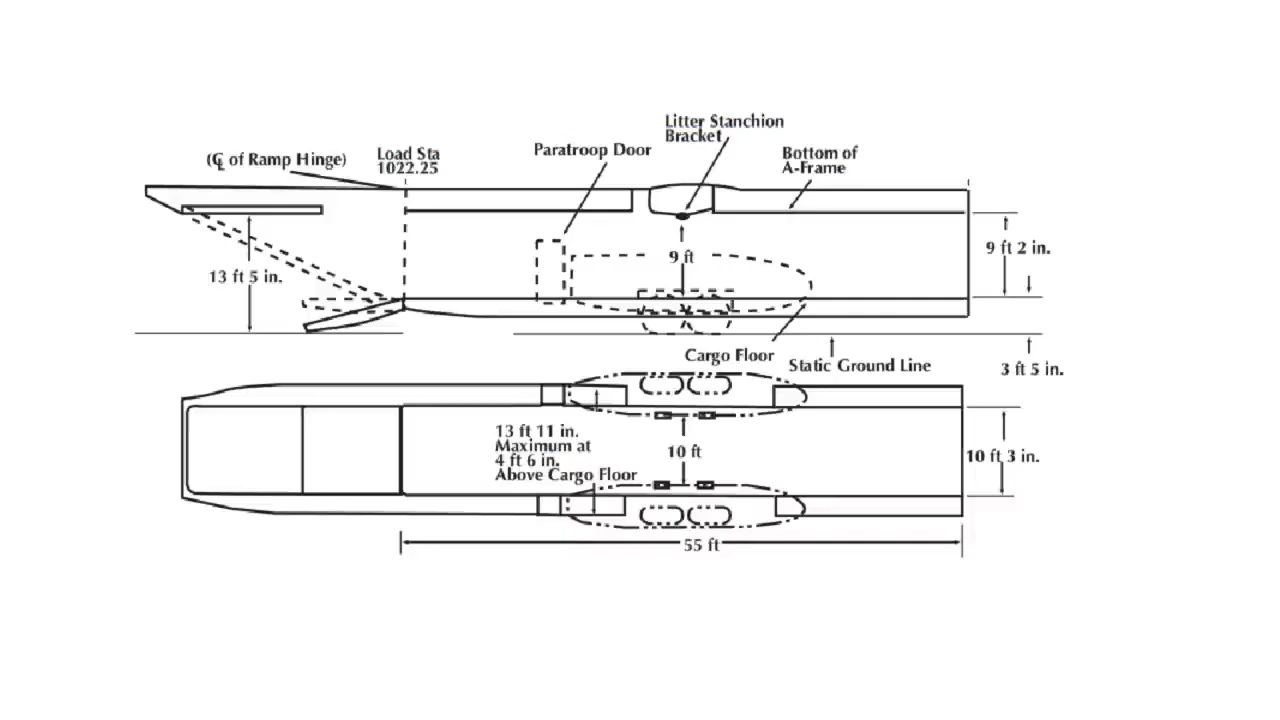 Litter Stanchion
Bracket
Paratroop Door
Bottom of
A-Frame
(℄ of Ramp Hinge)
Load Sta
1022.25
9 ft
9 ft 2 in.
13 ft 5 in.
Cargo Floor
Static Ground Line
3 ft 5 in.
13 ft 11 in.
Maximum at
4 ft 6 in.
Above Cargo Floor
10 ft
10 ft 3 in.
55 ft